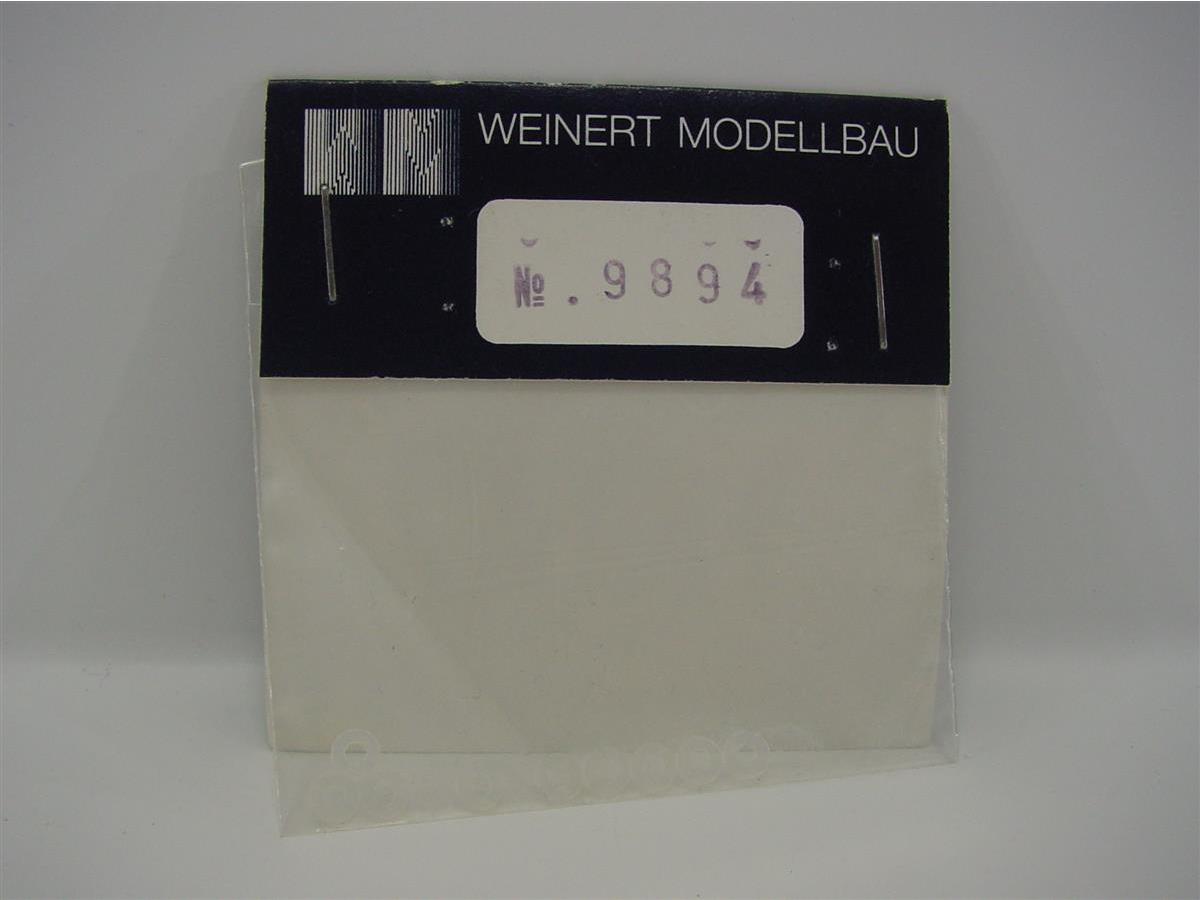 WEINERT MODELLBAU
№ . 9894